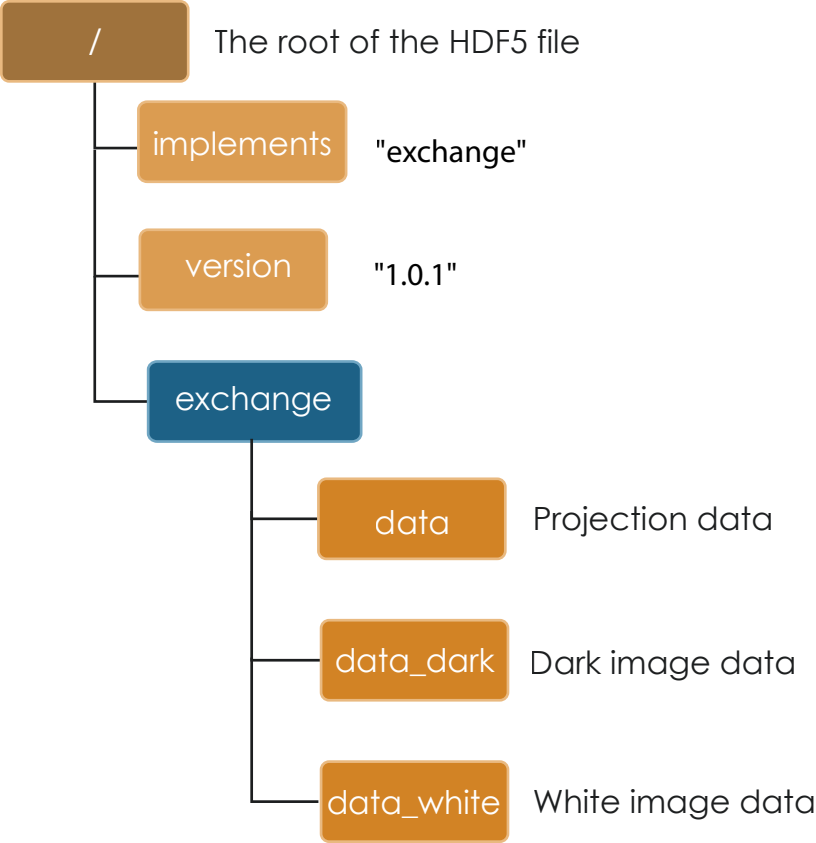 / The root of the HDF5 file
implements "exchange"
version "1.0.1"
exchange
data Projection data
data_dark Dark image data
data_white White image data